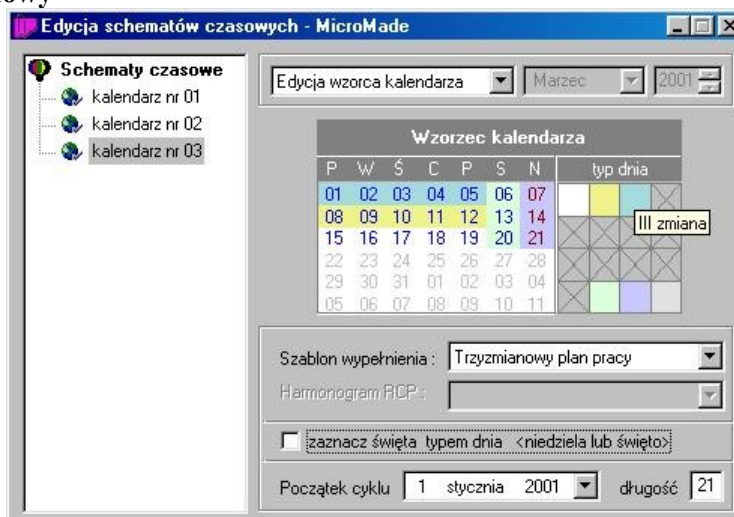 owy
Edycja schematów czasowych - MicroMade
Schematy czasowe
kalendarz nr 01
kalendarz nr 02
kalendarz nr 03
Edycja wzorca kalendarza Marzec 2001
Wzorzec kalendarza
P W Ś C P S N typ dnia
01 02 03 04 05 06 07
08 09 10 11 12 13 14
III zmiana
15 16 17 18 19 20 21
22 23 24 25 26 27 28
29 30 31 01 02 03 04
05 06 07 08 09 10 11
Szablon wypełnienia : Trzyzmianowy plan pracy
Harmonogram RCP :
zaznacz święta typem dnia <niedziela lub święto>
Początek cyklu 1 stycznia 2001 długość 21